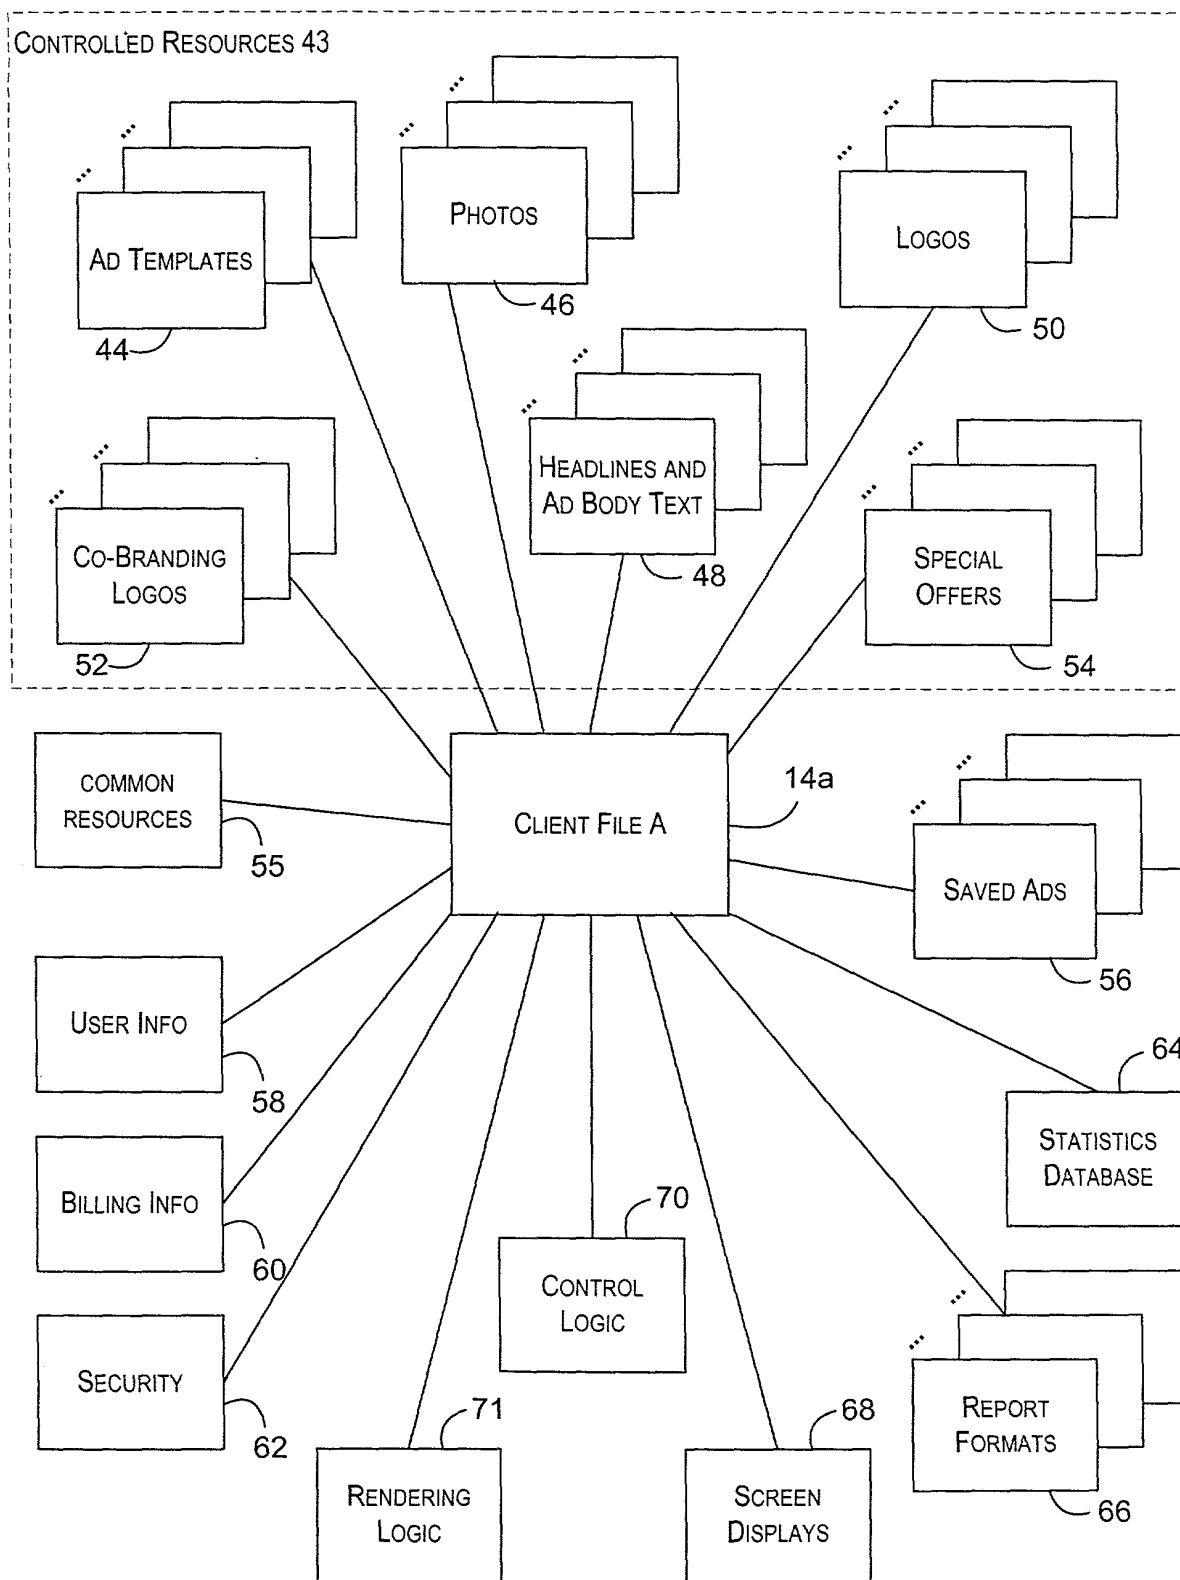 CONTROLLED RESOURCES 43
AD TEMPLATES
44
PHOTOS
46
LOGOS
50
CO-BRANDING
LOGOS
52
HEADLINES AND
AD BODY TEXT
48
SPECIAL
OFFERS
54
COMMON
RESOURCES
55
CLIENT FILE A
14a
SAVED ADS
56
USER INFO
58
64
STATISTICS
DATABASE
BILLING INFO
60
70
CONTROL
LOGIC
SECURITY
62
71
RENDERING
LOGIC
68
SCREEN
DISPLAYS
REPORT
FORMATS
66